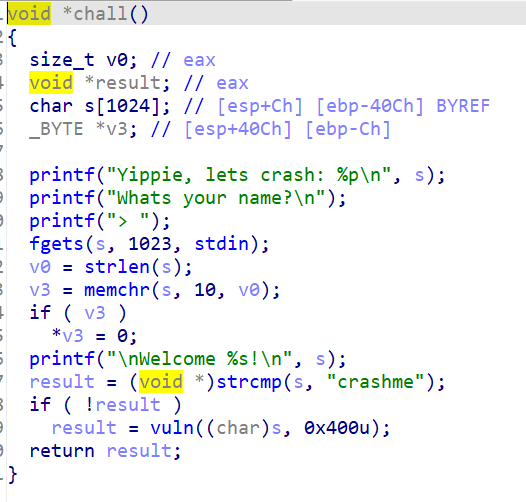 void *chall()
{
  size_t v0; // eax
  void *result; // eax
  char s[1024]; // [esp+Ch] [ebp-40Ch] BYREF
  _BYTE *v3; // [esp+40Ch] [ebp-Ch]
  printf("Yippie, lets crash: %p\n", s);
  printf("Whats your name?\n");
  printf("> ");
  fgets(s, 1023, stdin);
  v0 = strlen(s);
  v3 = memchr(s, 10, v0);
  if ( v3 )
    *v3 = 0;
  printf("\nWelcome %s!\n", s);
  result = (void *)strcmp(s, "crashme");
  if ( !result )
    result = vuln((char)s, 0x400u);
  return result;
}